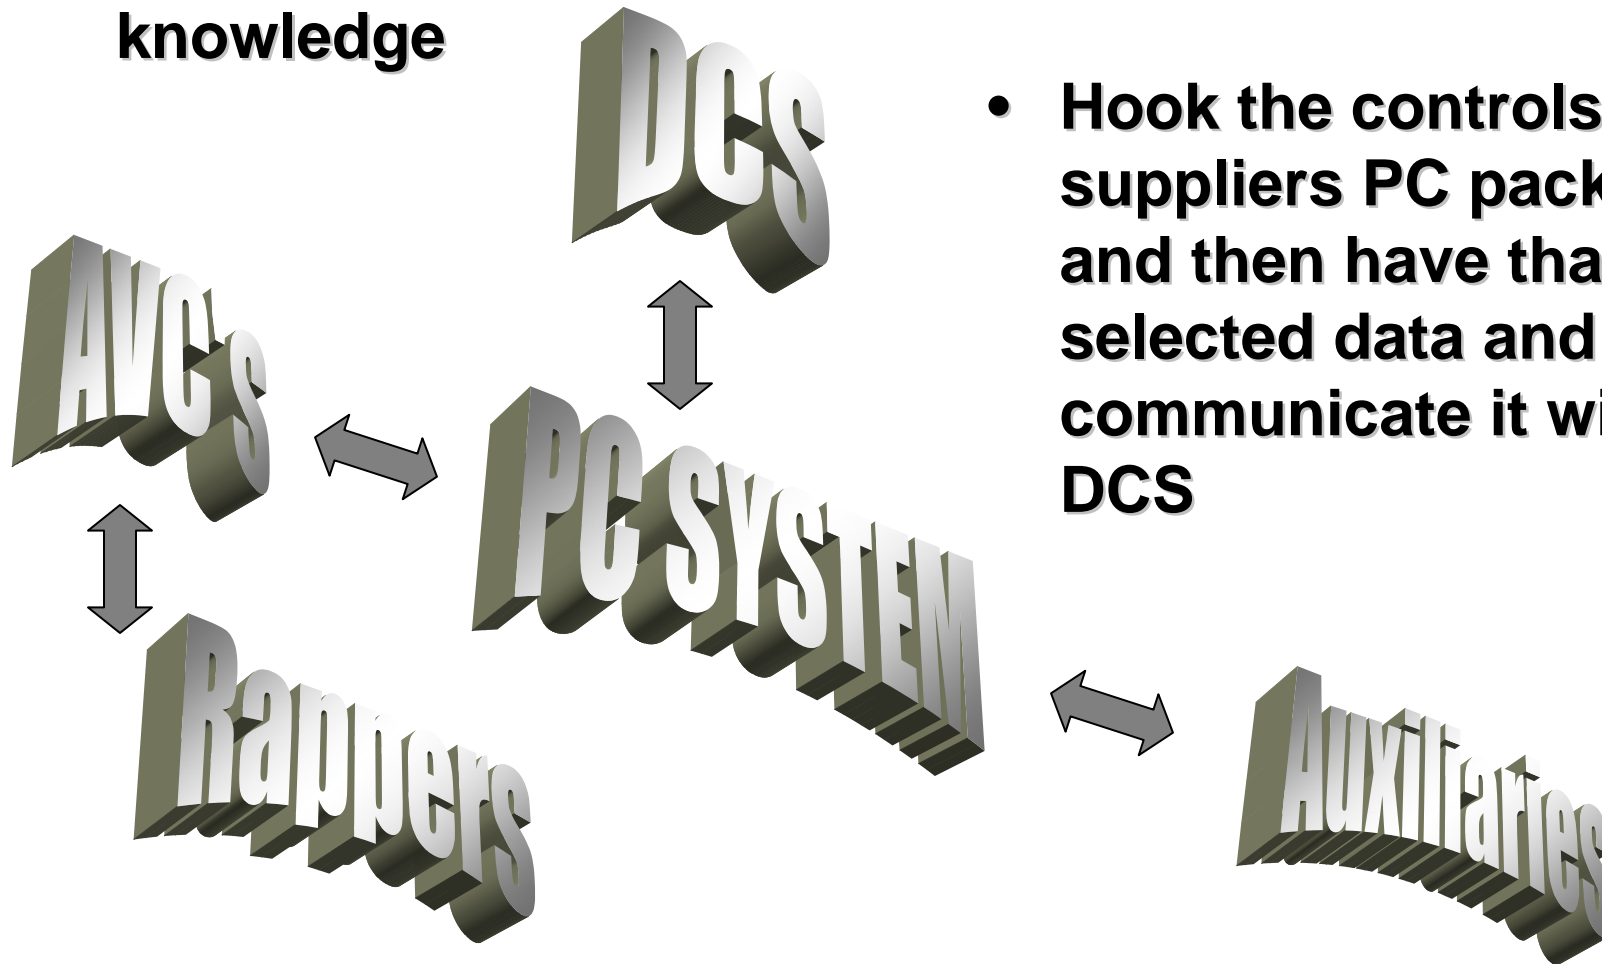 knowledge
DCS
• Hook the controls
suppliers PC pack
and then have tha
selected data and
communicate it wi
DCS
AVC's
PC SYSTEM
Rappers
Auxiliraries